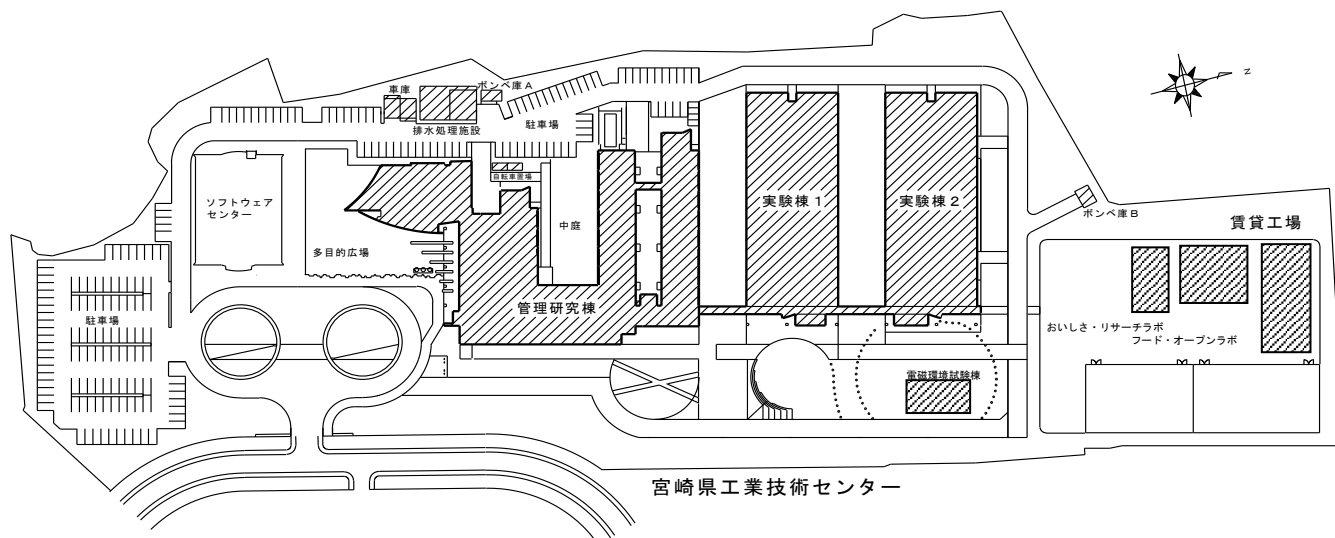 ボンベ庫A
車庫
排水処理施設
駐車場
N
自転車置場
ソフトウェア
センター
中庭
多目的広場
実験棟1
実験棟2
ボンベ庫B
賃貸工場
管理研究棟
駐車場
おいしさ・リサーチラボ
フード・オープンラボ
電磁環境試験棟
宮崎県工業技術センター